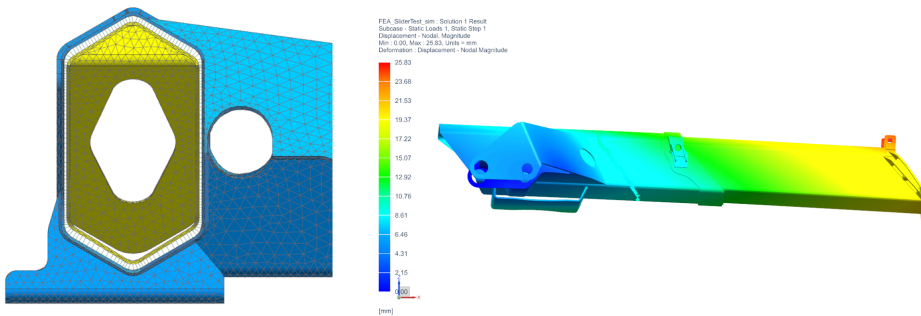 FEA_SliderTest_sim : Solution 1 Result
Subcase - Static Loads 1, Static Step 1
Displacement - Nodal, Magnitude
Min : 0.00, Max : 25.83, Units = mm
Deformation : Displacement - Nodal Magnitude
25.83
23.68
21.53
19.37
17.22
15.07
12.92
10.76
8.61
6.46
4.31
2.15
0.00
[mm]